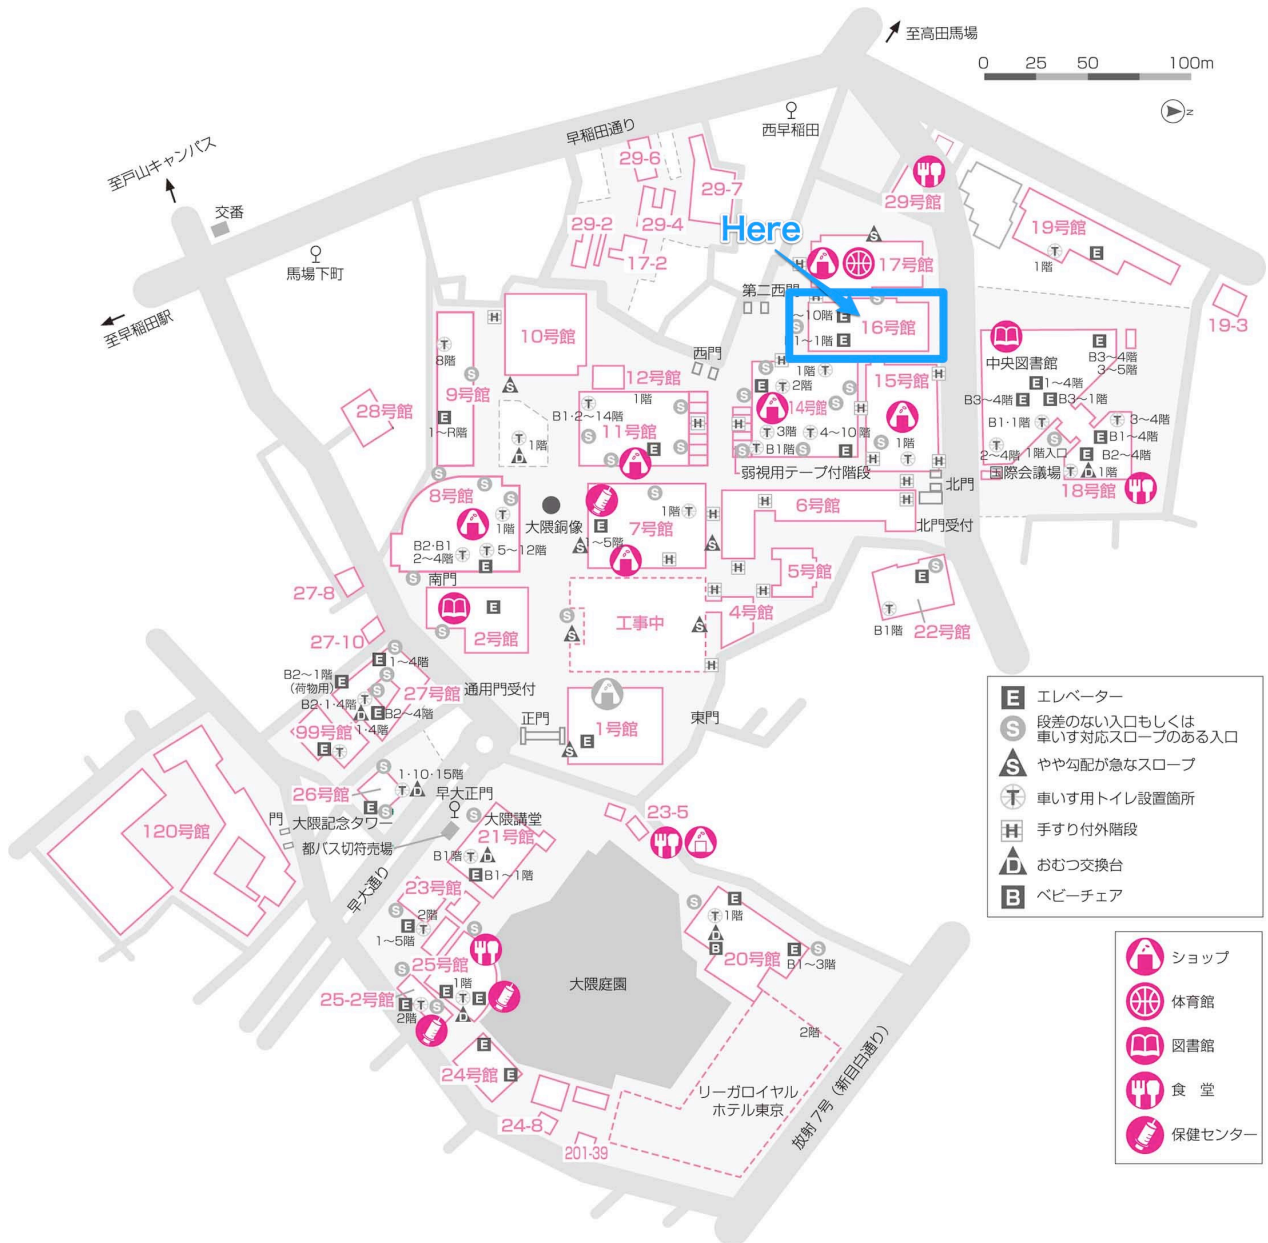 至高田馬場
0 25 50 100m
N
西早稲田
早稲田通り
至戸山キャンパス
交番
馬場下町
至早稲田駅
29-6
29-7
29-4
29-2
17-2
29号館
Here
19号館
1階
19-3
17号館
第二西門
〜10階
16号館
1〜1階
10号館
西門
中央図書館
B3〜4階
3〜5階
1〜4階
B3〜4階
B3〜1階
B1・1階
3〜4階
B1〜4階
2〜4階
1階入口
B2〜4階
国際会議場
1階
18号館
8階
9号館
1〜R階
12号館
1階
B1・2〜14階
11号館
1階
2階
14号館
3階
4〜10階
B1階
弱視用テープ付階段
15号館
1階
北門
北門受付
28号館
1階
8号館
1階
B2・B1
2〜4階
5〜12階
大隈銅像
7号館
1階
1〜5階
6号館
5号館
4号館
工事中
22号館
B1階
南門
2号館
27-8
27-10
B2〜1階
(荷物用)
1〜4階
27号館
B2・1・4階
B2〜4階
1・4階
99号館
通用門受付
正門
1号館
東門
26号館
1・10・15階
大隈記念タワー
早大正門
都バス切符売場
門
120号館
早大通り
大隈講堂
21号館
B1階
B1〜1階
23-5
23号館
2階
1〜5階
25号館
1階
25-2号館
2階
24号館
24-8
201-39
大隈庭園
1階
20号館
B1〜3階
2階
リーガロイヤル
ホテル東京
放射7号(新目白通り)
E エレベーター
S 段差のない入口もしくは
車いす対応スロープのある入口
S やや勾配が急なスロープ
T 車いす用トイレ設置箇所
H 手すり付外階段
D おむつ交換台
B ベビーチェア
ショップ
体育館
図書館
食 堂
保健センター